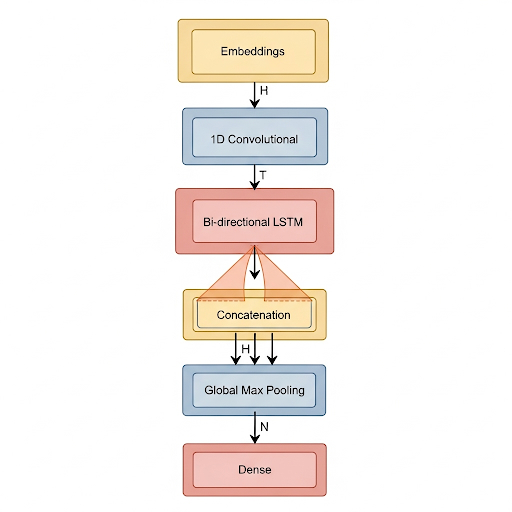 Embeddings
H
1D Convolutional
T
Bi-directional LSTM
Concatenation
H
Global Max Pooling
N
Dense